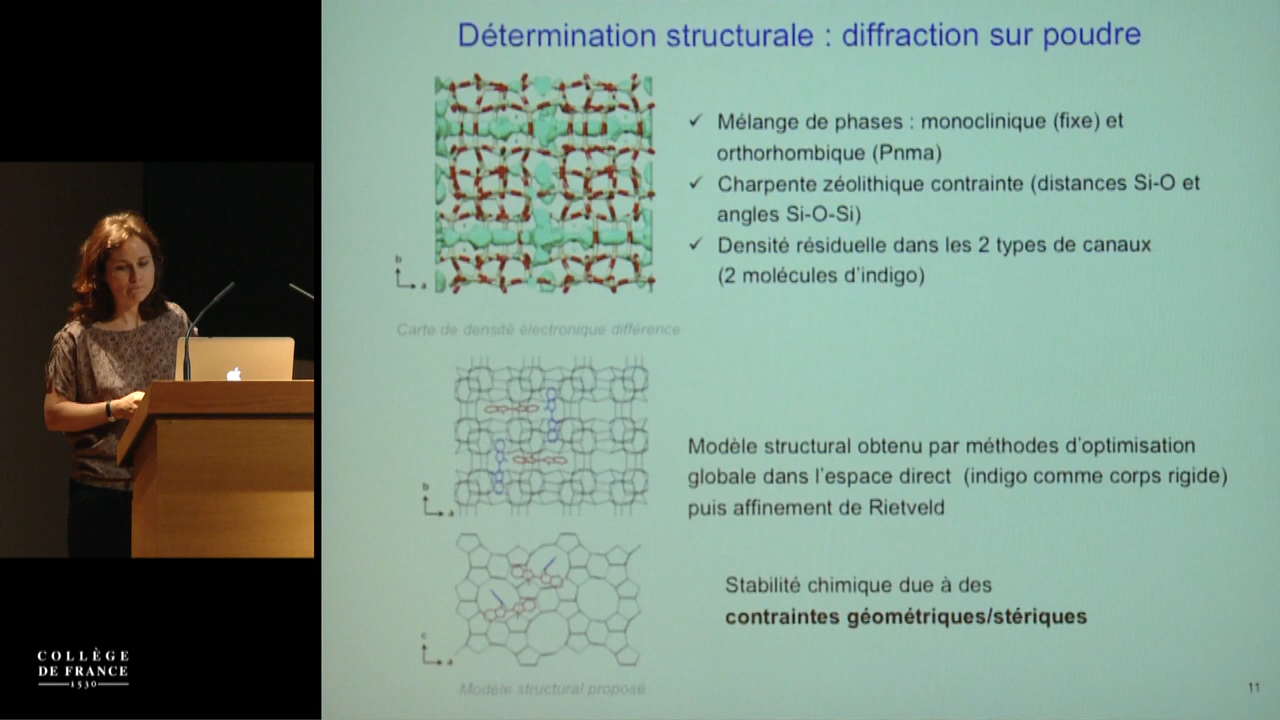 Détermination structurale : diffraction sur poudre
✓ Mélange de phases : monoclinique (fixe) et
orthorhombique (Pnma)
✓ Charpente zéolithique contrainte (distances Si-O et
angles Si-O-Si)
✓ Densité résiduelle dans les 2 types de canaux
(2 molécules d'indigo)
b
a
Carte de densité électronique différence
b
a
Modèle structural obtenu par méthodes d'optimisation
globale dans l'espace direct (indigo comme corps rigide)
puis affinement de Rietveld
c
a
Stabilité chimique due à des
contraintes géométriques/stériques
Modèle structural proposé
11
COLLÈGE
DE FRANCE
1530